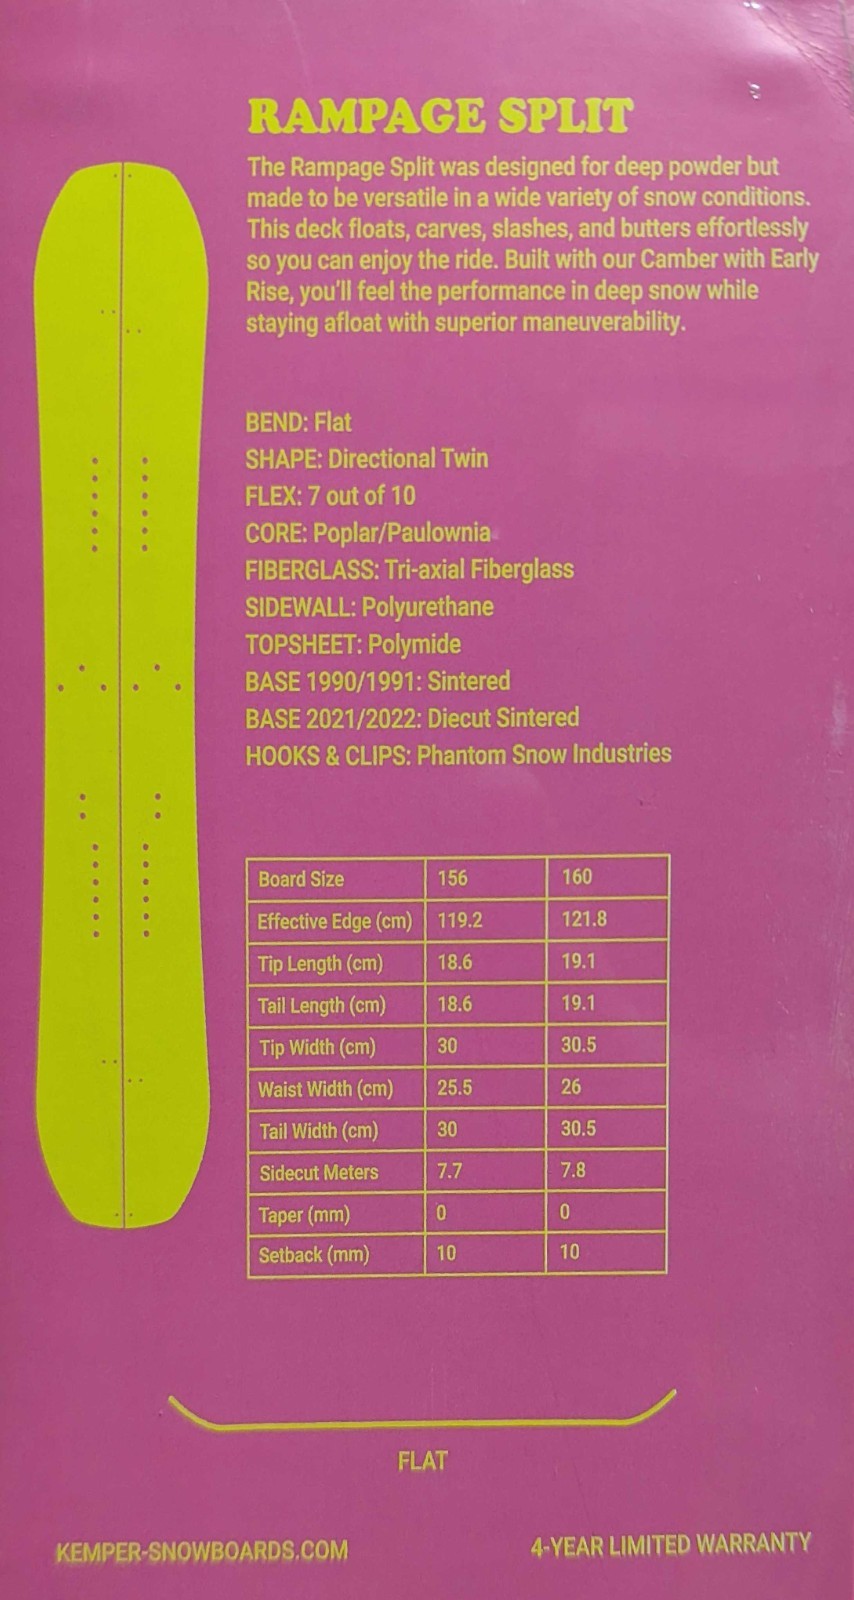 RAMPAGE SPLIT
The Rampage Split was designed for deep powder but
made to be versatile in a wide variety of snow conditions.
This deck floats, carves, slashes, and butters effortlessly
so you can enjoy the ride. Built with our Camber with Early
Rise, you'll feel the performance in deep snow while
staying afloat with superior maneuverability.
BEND: Flat
SHAPE: Directional Twin
FLEX: 7 out of 10
CORE: Poplar/Paulownia
FIBERGLASS: Tri-axial Fiberglass
SIDEWALL: Polyurethane
TOPSHEET: Polymide
BASE 1990/1991: Sintered
BASE 2021/2022: Diecut Sintered
HOOKS & CLIPS: Phantom Snow Industries
Board Size 156 160
Effective Edge (cm) 119.2 121.8
Tip Length (cm) 18.6 19.1
Tail Length (cm) 18.6 19.1
Tip Width (cm) 30 30.5
Waist Width (cm) 25.5 26
Tail Width (cm) 30 30.5
Sidecut Meters 7.7 7.8
Taper (mm) 0 0
Setback (mm) 10 10
FLAT
KEMPER-SNOWBOARDS.COM 4-YEAR LIMITED WARRANTY